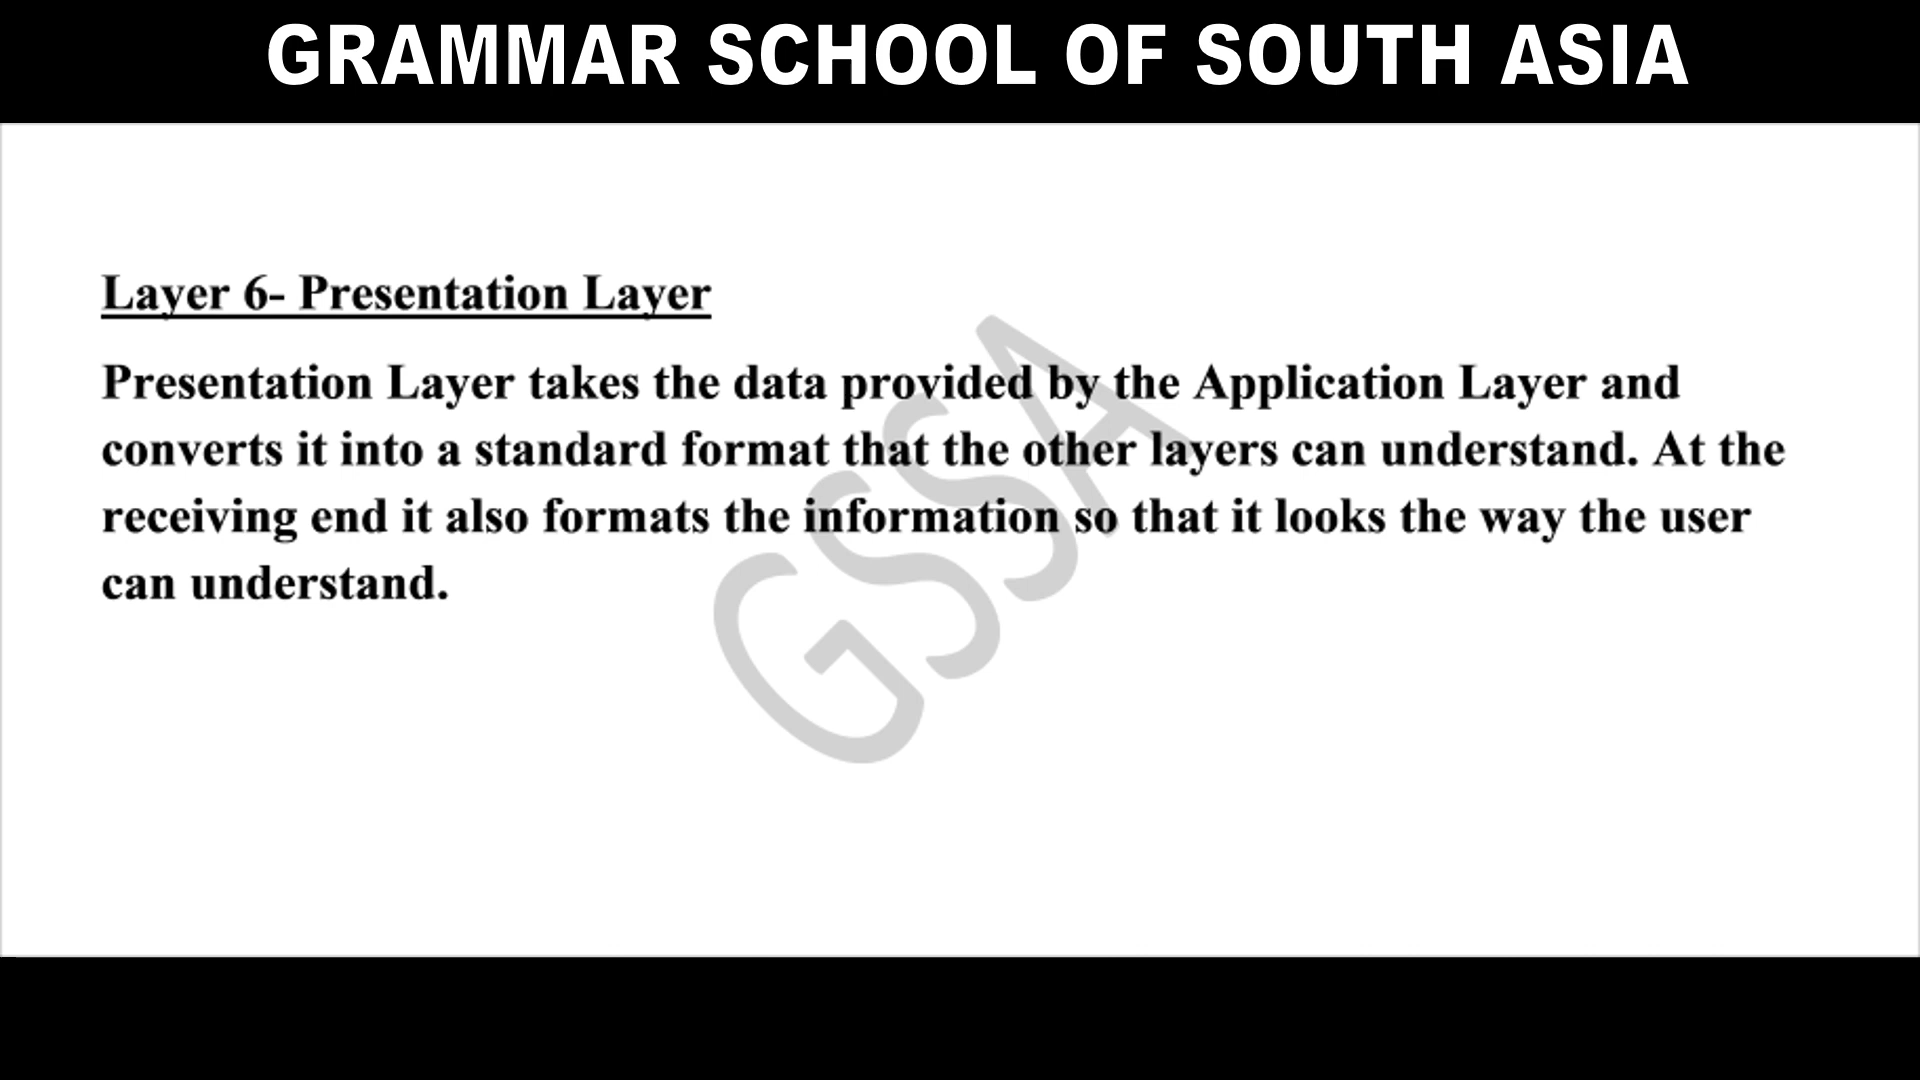 GRAMMAR SCHOOL OF SOUTH ASIA
Layer 6- Presentation Layer
Presentation Layer takes the data provided by the Application Layer and
converts it into a standard format that the other layers can understand. At the
receiving end it also formats the information so that it looks the way the user
can understand.
GSSA